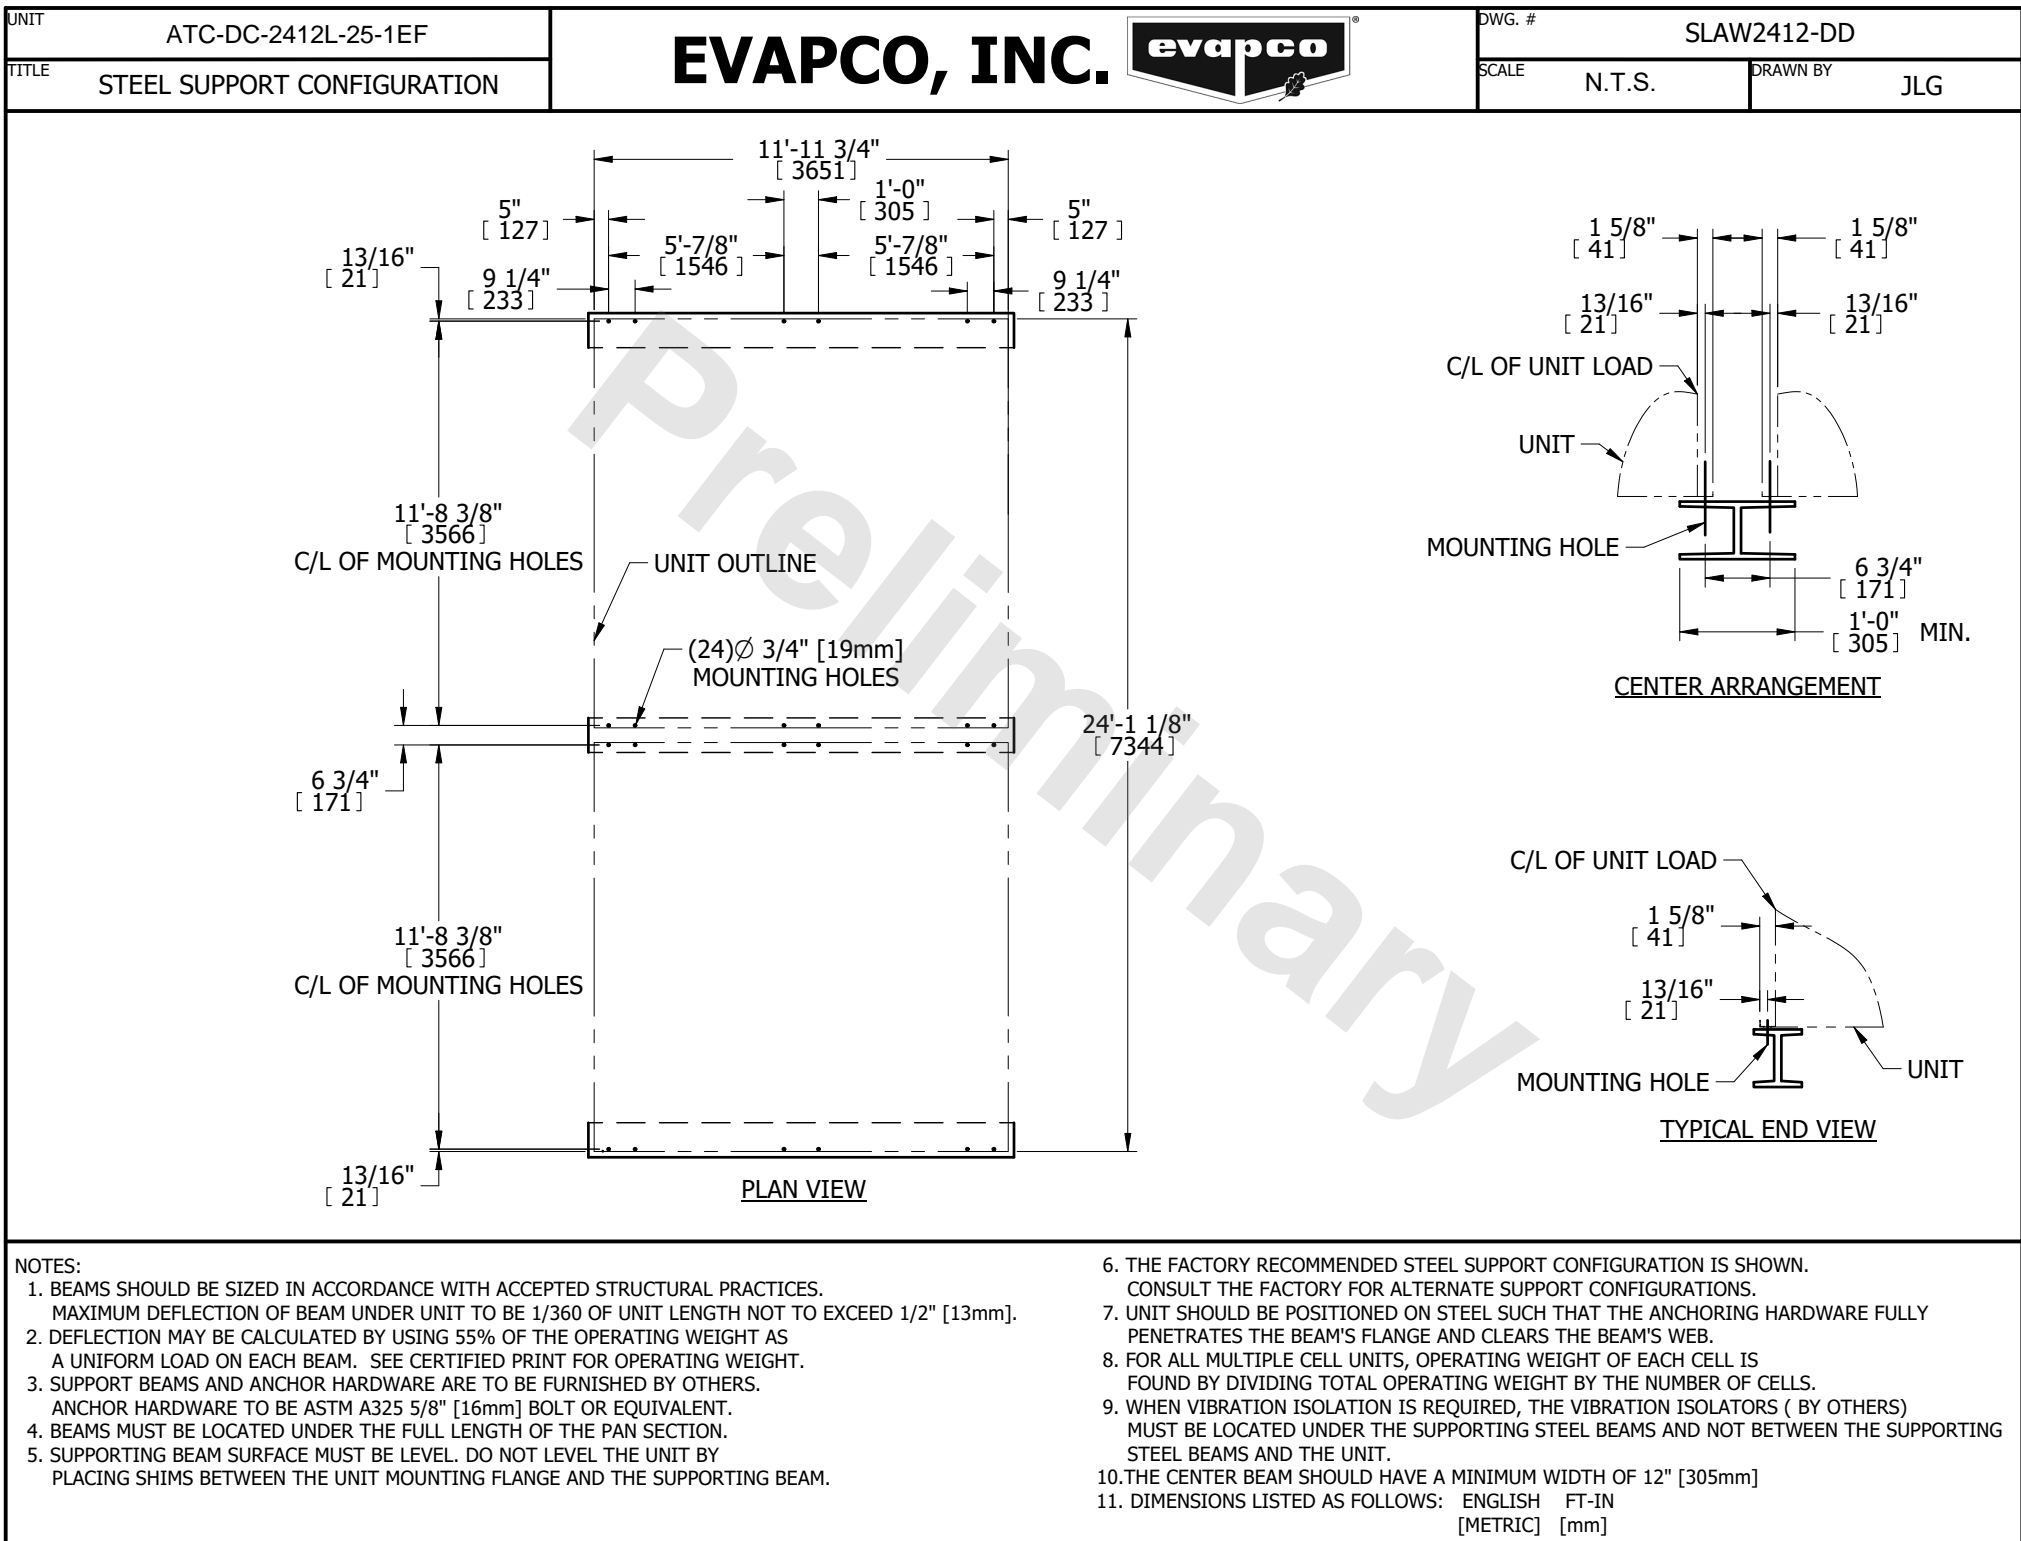 UNIT
ATC-DC-2412L-25-1EF
TITLE
STEEL SUPPORT CONFIGURATION
EVAPCO, INC.
evapco
®
DWG. #
SLAW2412-DD
SCALE
N.T.S.
DRAWN BY
JLG
11'-11 3/4"
[ 3651 ]
1'-0"
[ 305 ]
5"
[ 127 ]
5"
[ 127 ]
5'-7/8"
[ 1546 ]
5'-7/8"
[ 1546 ]
13/16"
[ 21 ]
9 1/4"
[ 233 ]
9 1/4"
[ 233 ]
11'-8 3/8"
[ 3566 ]
C/L OF MOUNTING HOLES
UNIT OUTLINE
(24)∅ 3/4" [19mm]
MOUNTING HOLES
24'-1 1/8"
[ 7344 ]
6 3/4"
[ 171 ]
11'-8 3/8"
[ 3566 ]
C/L OF MOUNTING HOLES
13/16"
[ 21 ]
PLAN VIEW
Preliminary
1 5/8"
[ 41 ]
1 5/8"
[ 41 ]
13/16"
[ 21 ]
13/16"
[ 21 ]
C/L OF UNIT LOAD
UNIT
MOUNTING HOLE
6 3/4"
[ 171 ]
1'-0"
[ 305 ] MIN.
CENTER ARRANGEMENT
C/L OF UNIT LOAD
1 5/8"
[ 41 ]
13/16"
[ 21 ]
MOUNTING HOLE
UNIT
TYPICAL END VIEW
NOTES:
1. BEAMS SHOULD BE SIZED IN ACCORDANCE WITH ACCEPTED STRUCTURAL PRACTICES.
MAXIMUM DEFLECTION OF BEAM UNDER UNIT TO BE 1/360 OF UNIT LENGTH NOT TO EXCEED 1/2" [13mm].
2. DEFLECTION MAY BE CALCULATED BY USING 55% OF THE OPERATING WEIGHT AS
A UNIFORM LOAD ON EACH BEAM. SEE CERTIFIED PRINT FOR OPERATING WEIGHT.
3. SUPPORT BEAMS AND ANCHOR HARDWARE ARE TO BE FURNISHED BY OTHERS.
ANCHOR HARDWARE TO BE ASTM A325 5/8" [16mm] BOLT OR EQUIVALENT.
4. BEAMS MUST BE LOCATED UNDER THE FULL LENGTH OF THE PAN SECTION.
5. SUPPORTING BEAM SURFACE MUST BE LEVEL. DO NOT LEVEL THE UNIT BY
PLACING SHIMS BETWEEN THE UNIT MOUNTING FLANGE AND THE SUPPORTING BEAM.
6. THE FACTORY RECOMMENDED STEEL SUPPORT CONFIGURATION IS SHOWN.
CONSULT THE FACTORY FOR ALTERNATE SUPPORT CONFIGURATIONS.
7. UNIT SHOULD BE POSITIONED ON STEEL SUCH THAT THE ANCHORING HARDWARE FULLY
PENETRATES THE BEAM'S FLANGE AND CLEARS THE BEAM'S WEB.
8. FOR ALL MULTIPLE CELL UNITS, OPERATING WEIGHT OF EACH CELL IS
FOUND BY DIVIDING TOTAL OPERATING WEIGHT BY THE NUMBER OF CELLS.
9. WHEN VIBRATION ISOLATION IS REQUIRED, THE VIBRATION ISOLATORS ( BY OTHERS)
MUST BE LOCATED UNDER THE SUPPORTING STEEL BEAMS AND NOT BETWEEN THE SUPPORTING
STEEL BEAMS AND THE UNIT.
10.THE CENTER BEAM SHOULD HAVE A MINIMUM WIDTH OF 12" [305mm]
11. DIMENSIONS LISTED AS FOLLOWS: ENGLISH FT-IN
[METRIC] [mm]